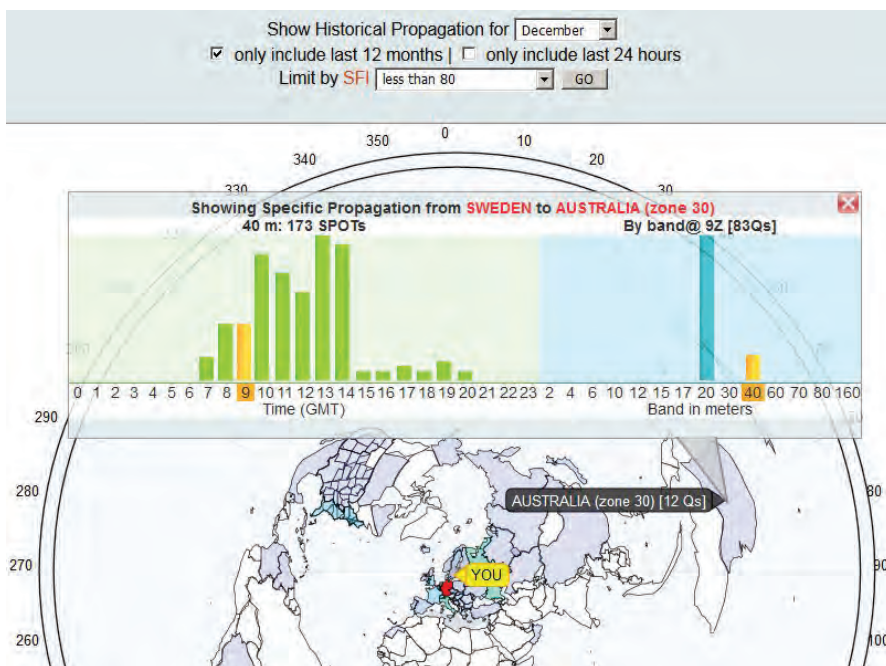 Show Historical Propagation for December
only include last 12 months | only include last 24 hours
Limit by SFI less than 80 GO
340 350 0 10 20
330 30
Showing Specific Propagation from SWEDEN to AUSTRALIA (zone 30)
40 m: 173 SPOTs By band@ 9Z [83Qs]
0 1 2 3 4 5 6 7 8 9 10 11 12 13 14 15 16 17 18 19 20 21 22 23 2 4 6 10 12 15 17 20 30 40 60 70 80 160
Time (GMT) Band in meters
290
280 AUSTRALIA (zone 30) [12 Qs] 80
270 YOU 90
260 100